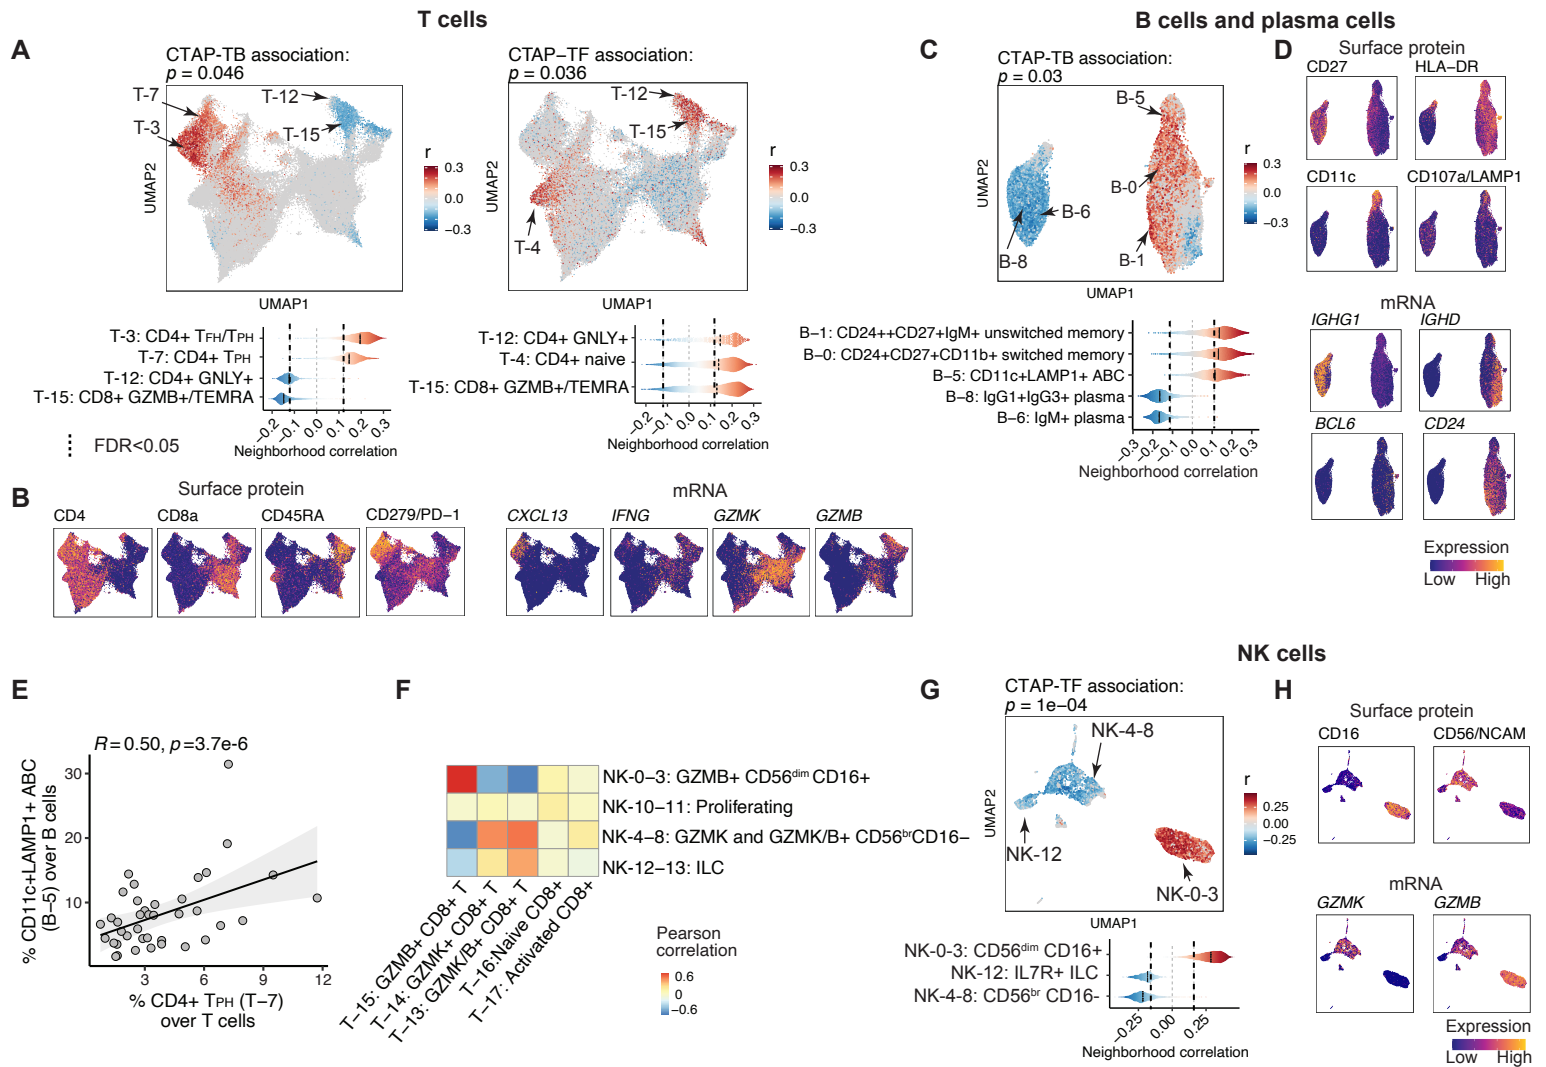 T cells
B cells and plasma cells
A
CTAP-TB association:
p = 0.046
T-7
T-3
T-12
T-15
UMAP2
UMAP1
r
0.3
0.0
−0.3
CTAP−TF association:
p = 0.036
T-12
T-15
T-4
UMAP2
UMAP1
r
0.3
0.0
−0.3
T-3: CD4+ TFH/TPH
T-7: CD4+ TPH
T-12: CD4+ GNLY+
T-15: CD8+ GZMB+/TEMRA
−0.2
−0.1
0.0
0.1
0.2
0.3
Neighborhood correlation
FDR<0.05
T-12: CD4+ GNLY+
T-4: CD4+ naive
T-15: CD8+ GZMB+/TEMRA
−0.2
−0.1
0.0
0.1
0.2
0.3
Neighborhood correlation
B
Surface protein
CD4
CD8a
CD45RA
CD279/PD−1
mRNA
CXCL13
IFNG
GZMK
GZMB
C
CTAP-TB association:
p = 0.03
B-5
B-0
B-6
B-8
B-1
UMAP2
UMAP1
r
0.3
0.0
−0.3
B−1: CD24++CD27+IgM+ unswitched memory
B−0: CD24+CD27+CD11b+ switched memory
B−5: CD11c+LAMP1+ ABC
B−8: IgG1+IgG3+ plasma
B−6: IgM+ plasma
−0.3
−0.2
−0.1
0.0
0.1
0.2
0.3
Neighborhood correlation
D
Surface protein
CD27
HLA−DR
CD11c
CD107a/LAMP1
mRNA
IGHG1
IGHD
BCL6
CD24
Expression
Low
High
E
R = 0.50, p=3.7e-6
30
20
10
3
6
9
12
% CD11c+LAMP1+ ABC
(B−5) over B cells
% CD4+ TPH (T−7)
over T cells
F
NK-0−3: GZMB+ CD56dim CD16+
NK-10−11: Proliferating
NK-4−8: GZMK and GZMK/B+ CD56brCD16−
NK-12−13: ILC
T−15: GZMB+ CD8+ T
T−14: GZMK+ CD8+ T
T−13: GZMK/B+ CD8+ T
T−16:Naive CD8+
T−17: Activated CD8+
Pearson
correlation
0.6
−0.6
NK cells
G
CTAP-TF association:
p = 1e−04
NK-4-8
NK-12
NK-0-3
UMAP2
UMAP1
r
0.25
0.00
−0.25
NK-0-3: CD56dim CD16+
NK-12: IL7R+ ILC
NK-4-8: CD56br CD16-
−0.25
0.00
0.25
Neighborhood correlation
H
Surface protein
CD16
CD56/NCAM
mRNA
GZMK
GZMB
Expression
Low
High